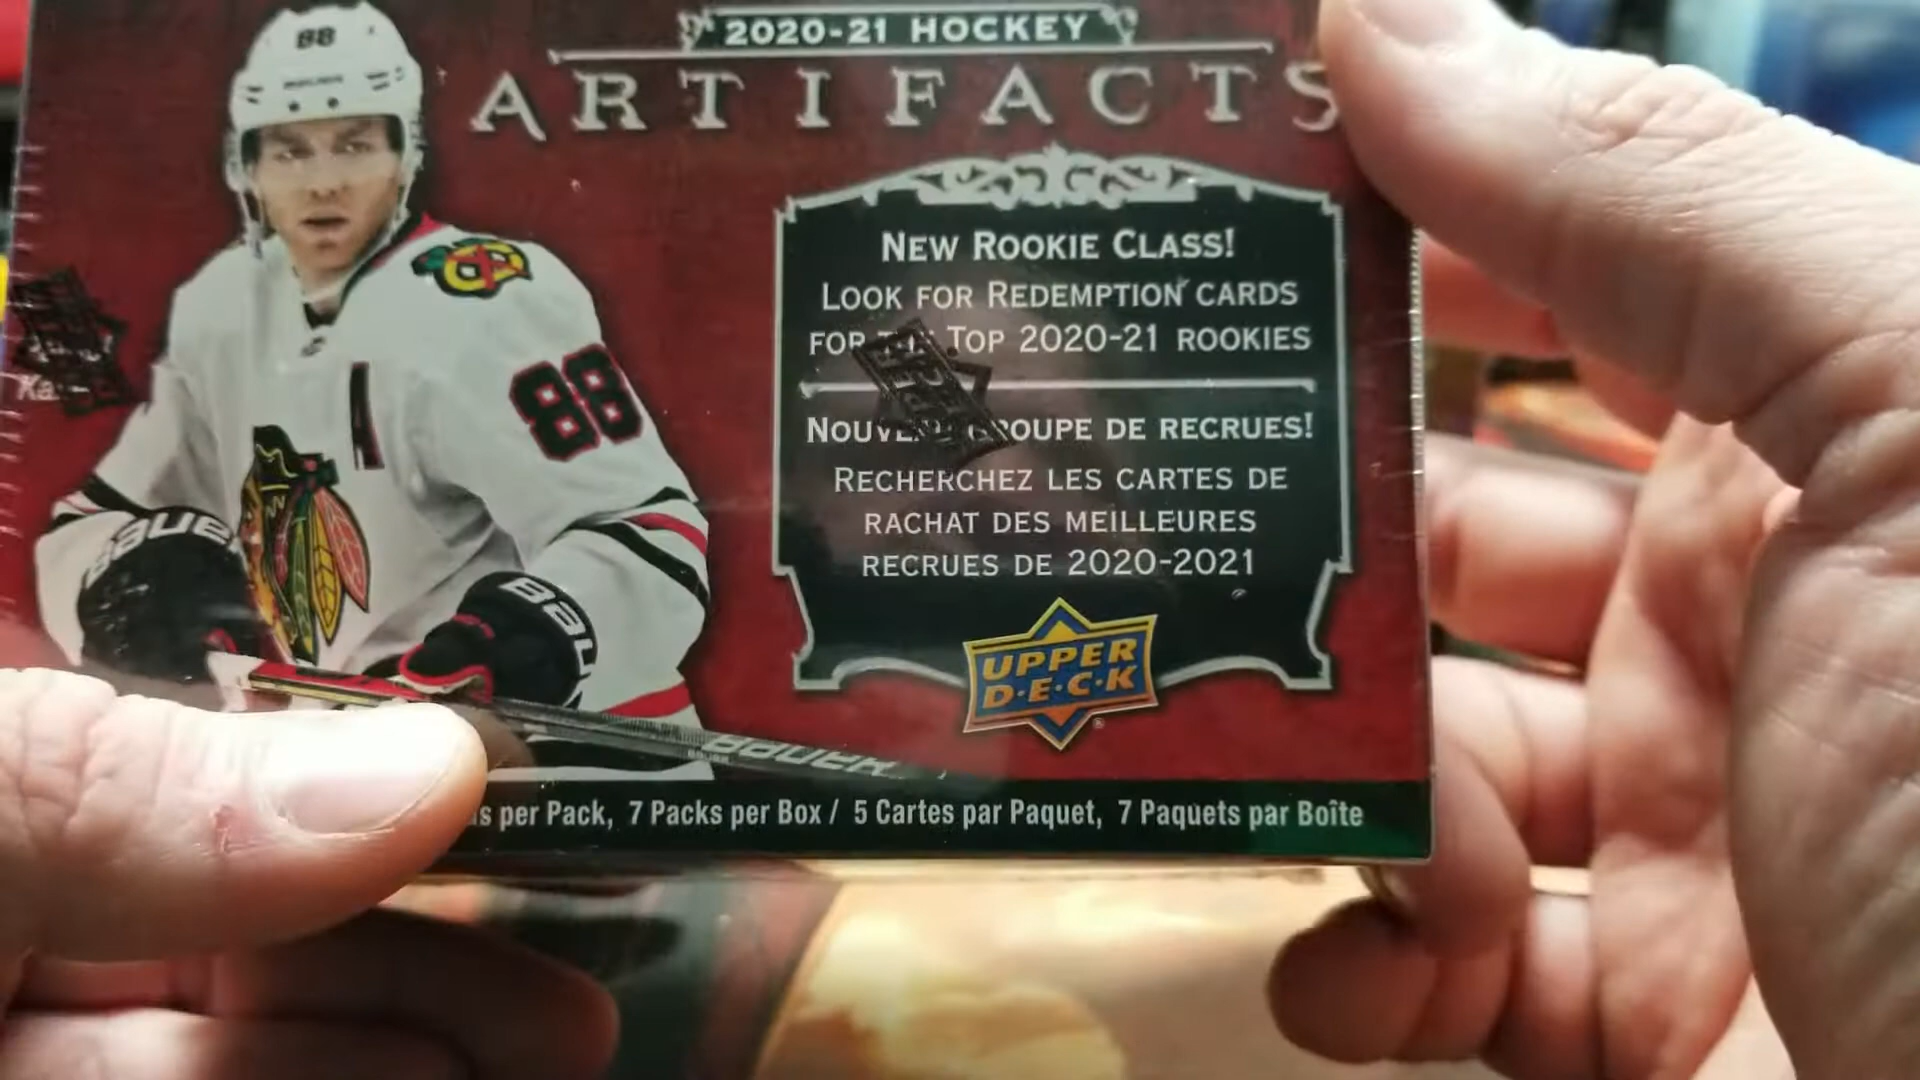 88
2020-21 HOCKEY
ARTIFACTS
NEW ROOKIE CLASS!
LOOK FOR REDEMPTION CARDS
FOR TOP 2020-21 ROOKIES
88
A
GROUPE DE RECRUES!
RECHERCHEZ LES CARTES DE
RACHAT DES MEILLEURES
RECRUES DE 2020-2021
BAUER
BAU
UPPER
D·E·C·K
BAUER
per Pack, 7 Packs per Box / 5 Cartes par Paquet, 7 Paquets par Boîte